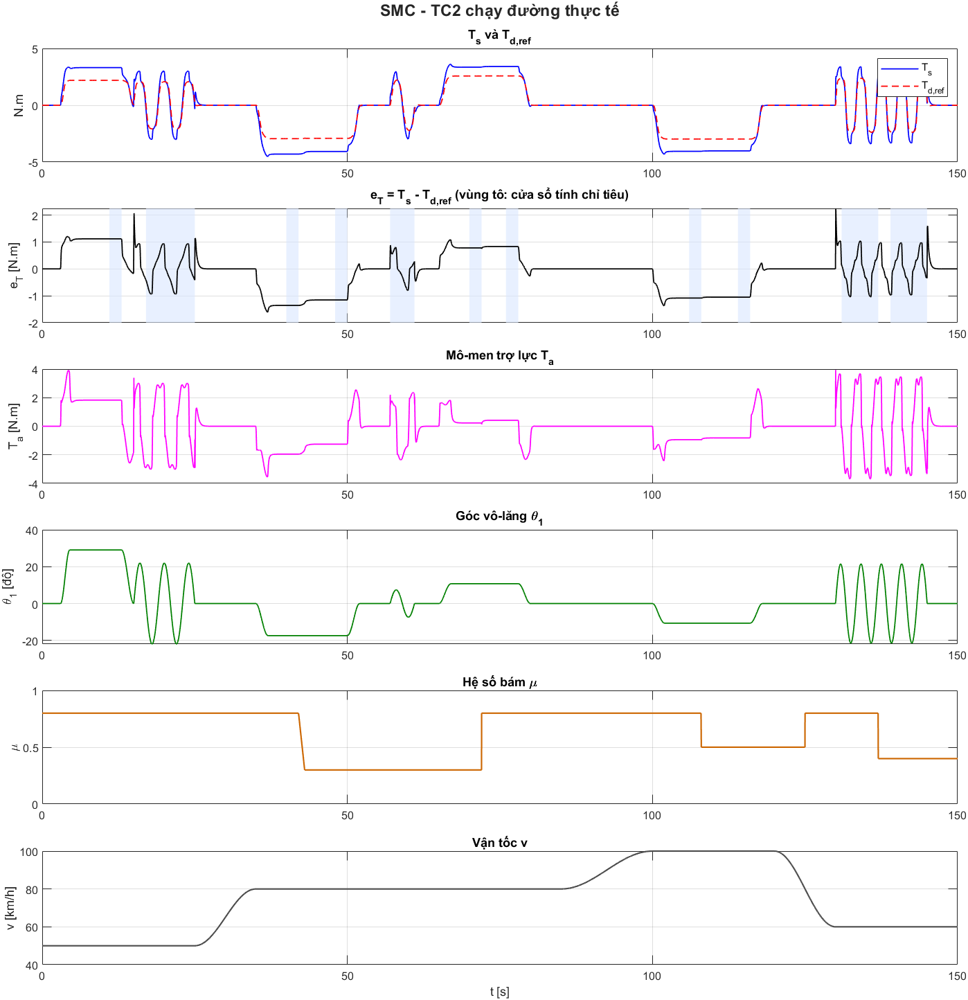 SMC - TC2 chạy đường thực tế
T_s và T_d,ref
5
0
-5
N.m
T_s
T_d,ref
0 50 100 150
e_T = T_s - T_d,ref (vùng tô: cửa sổ tính chỉ tiêu)
2
1
0
-1
-2
e_T [N.m]
0 50 100 150
Mô-men trợ lực T_a
4
2
0
-2
-4
T_a [N.m]
0 50 100 150
Góc vô-lăng θ_1
40
20
0
-20
θ_1 [độ]
0 50 100 150
Hệ số bám μ
1
0.5
0
μ
0 50 100 150
Vận tốc v
100
80
60
40
v [km/h]
0 50 100 150
t [s]